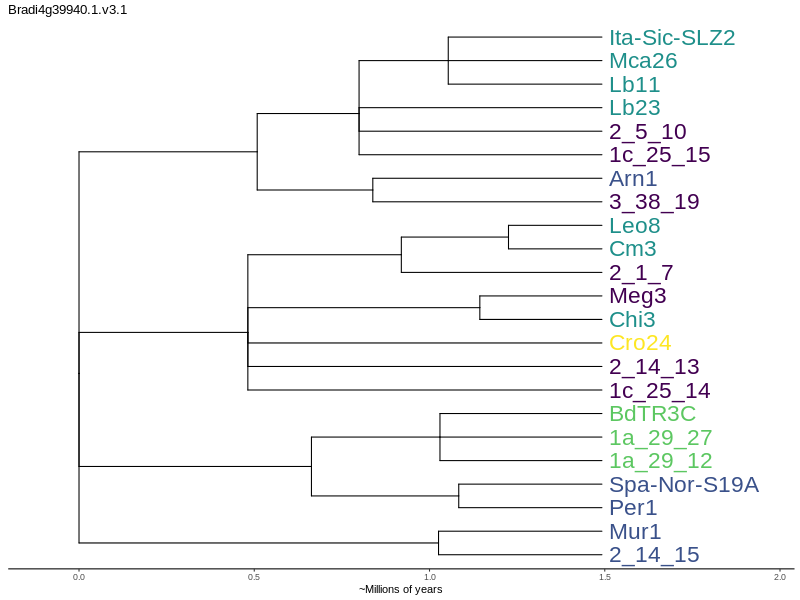 Bradi4g39940.1.v3.1
Ita-Sic-SLZ2
Mca26
Lb11
Lb23
2_5_10
1c_25_15
Arn1
3_38_19
Leo8
Cm3
2_1_7
Meg3
Chi3
Cro24
2_14_13
1c_25_14
BdTR3C
1a_29_27
1a_29_12
Spa-Nor-S19A
Per1
Mur1
2_14_15
0.0 0.5 1.0 1.5 2.0
~Millions of years